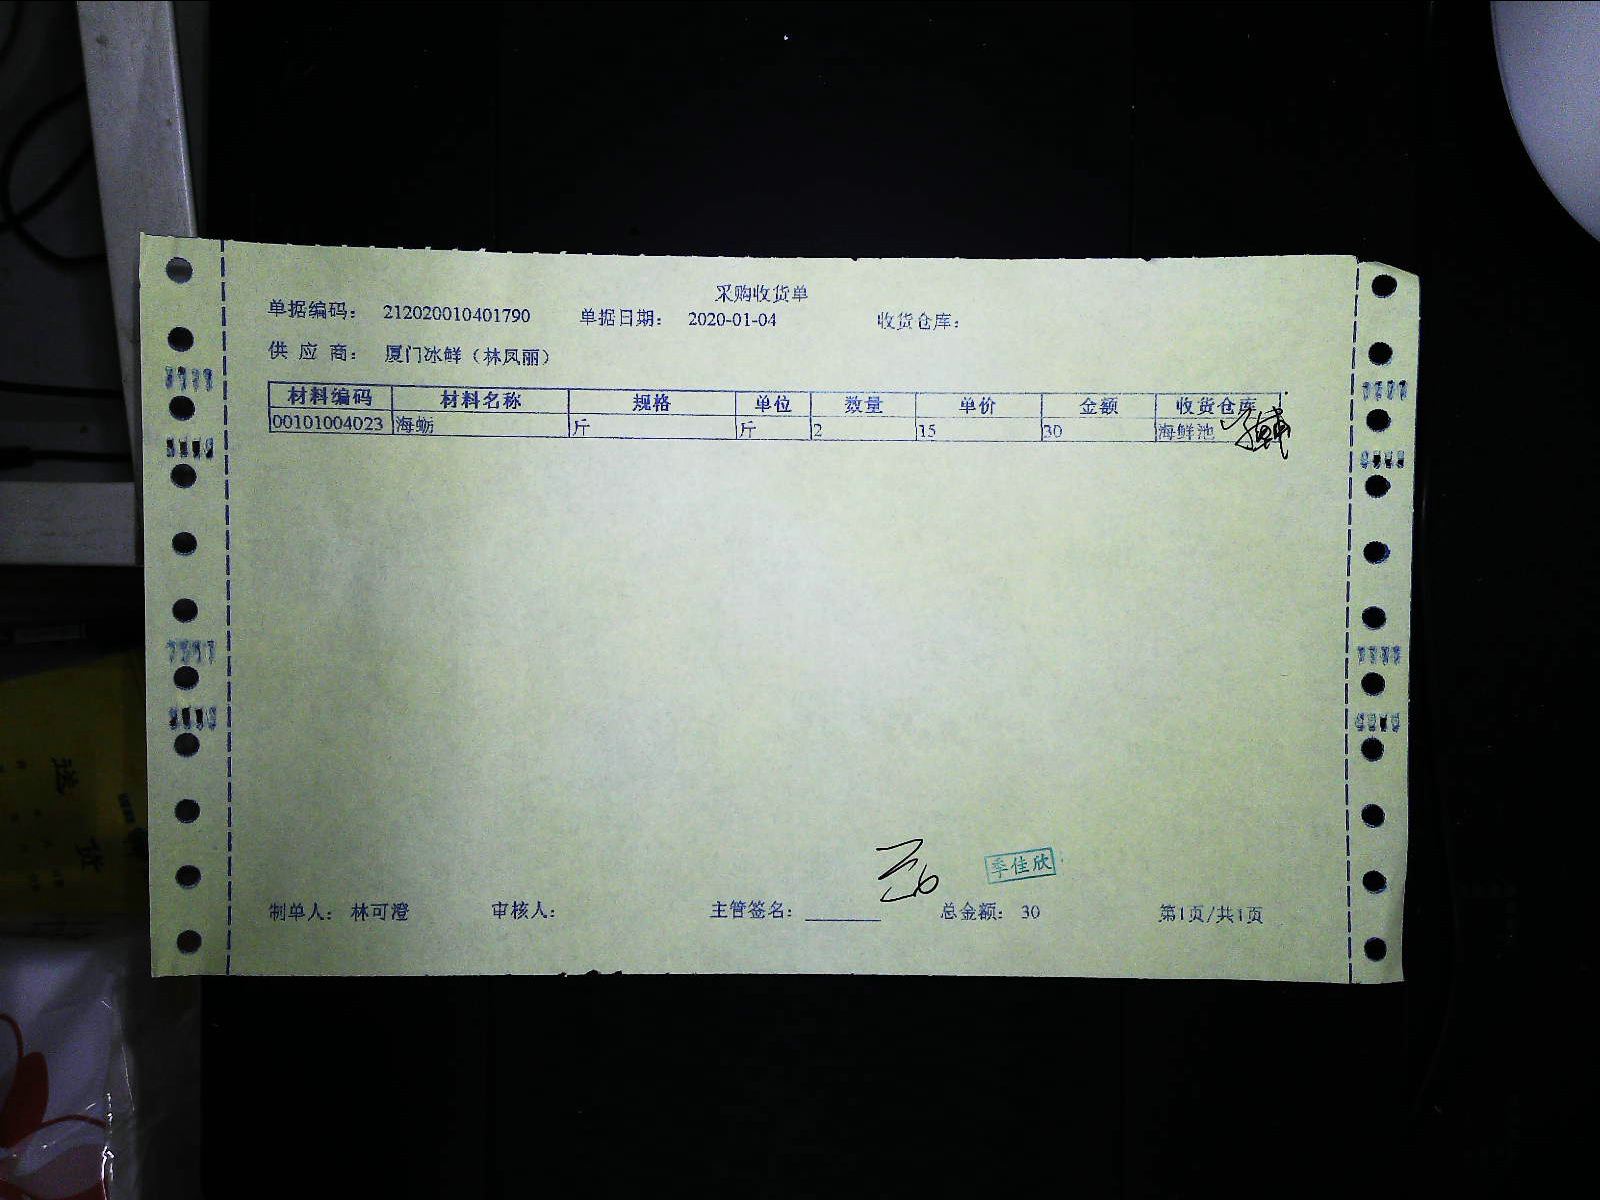 采购收货单
单据编码： 212020010401790 单据日期： 2020-01-04 收货仓库：
供 应 商： 厦门冰鲜（林凤丽）
材料编码 材料名称 规格 单位 数量 单价 金额 收货仓库
00101004023 海蛎 斤 斤 2 15 30 海鲜池
季佳欣
制单人： 林可澄 审核人： 主管签名： 总金额： 30 第1页/共1页
送
货